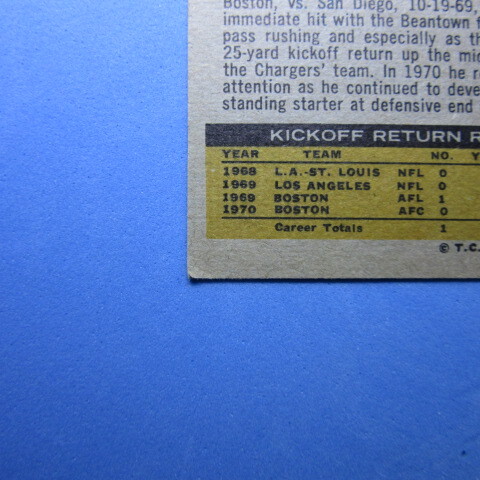 Boston, vs. San Diego, 10-19-69,
immediate hit with the Beantown
pass rushing and especially as th
25-yard kickoff return up the mid
the Chargers' team. In 1970 he re
attention as he continued to deve
standing starter at defensive end
KICKOFF RETURN R
YEAR TEAM NO. Y
1968 L.A.-ST. LOUIS NFL 0
1969 LOS ANGELES NFL 0
1969 BOSTON AFL 1
1970 BOSTON AFC 0
Career Totals 1
© T.C.